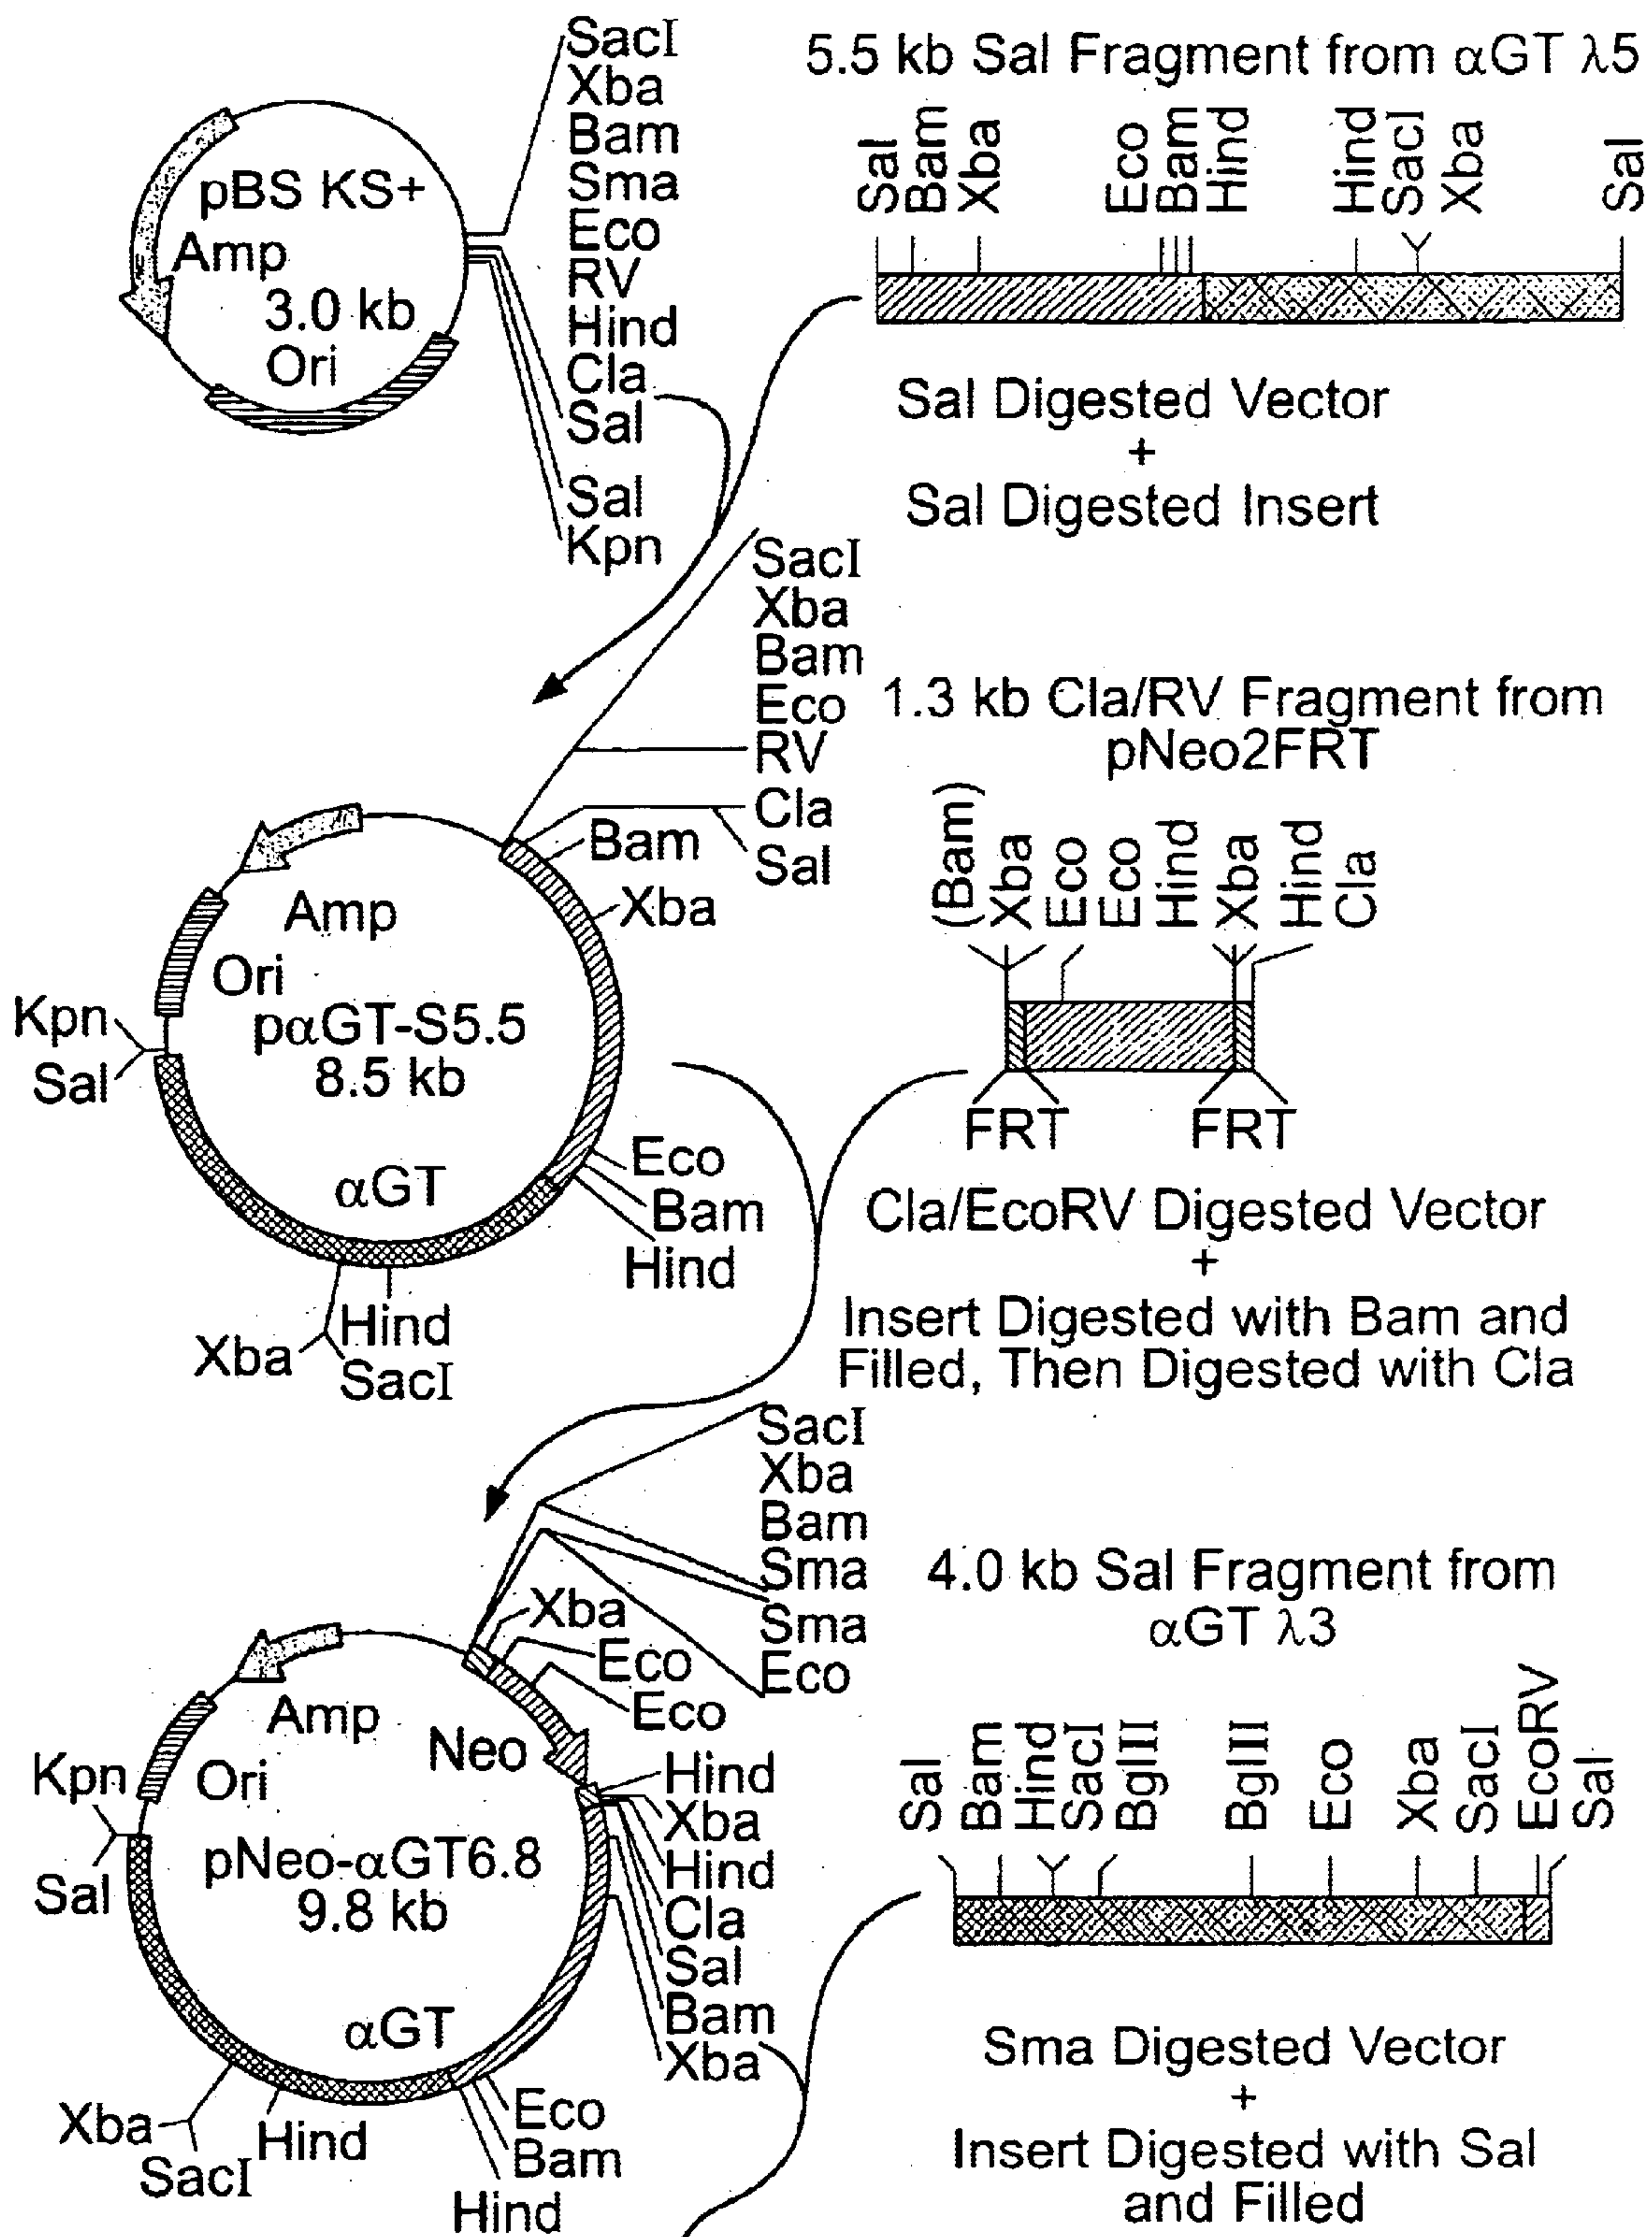 SacI
Xba
Bam
Sma
Eco
RV
Hind
Cla
Sal
Sal
Kpn
pBS KS+
Amp
3.0 kb
Ori
5.5 kb Sal Fragment from αGT λ5
Sal
Bam
Xba
Eco
Bam
Hind
Hind
SacI
Xba
Sal
Sal Digested Vector
+
Sal Digested Insert
SacI
Xba
Bam
Eco
RV
Cla
Sal
Bam
Xba
Amp
Ori
pαGT-S5.5
8.5 kb
Kpn
Sal
αGT
Eco
Bam
Hind
Hind
Xba
SacI
1.3 kb Cla/RV Fragment from
pNeo2FRT
(Bam)
Xba
Eco
Eco
Hind
Xba
Hind
Cla
FRT
FRT
Cla/EcoRV Digested Vector
+
Insert Digested with Bam and
Filled, Then Digested with Cla
SacI
Xba
Bam
Sma
Sma
Eco
Xba
Eco
Eco
Amp
Neo
Ori
Kpn
Sal
pNeo-αGT6.8
9.8 kb
Hind
Xba
Hind
Cla
Sal
Bam
Xba
αGT
Xba
SacI
Hind
Eco
Bam
Hind
4.0 kb Sal Fragment from
αGT λ3
Sal
Bam
Hind
SacI
BglII
BglII
Eco
Xba
SacI
EcoRV
Sal
Sma Digested Vector
+
Insert Digested with Sal
and Filled